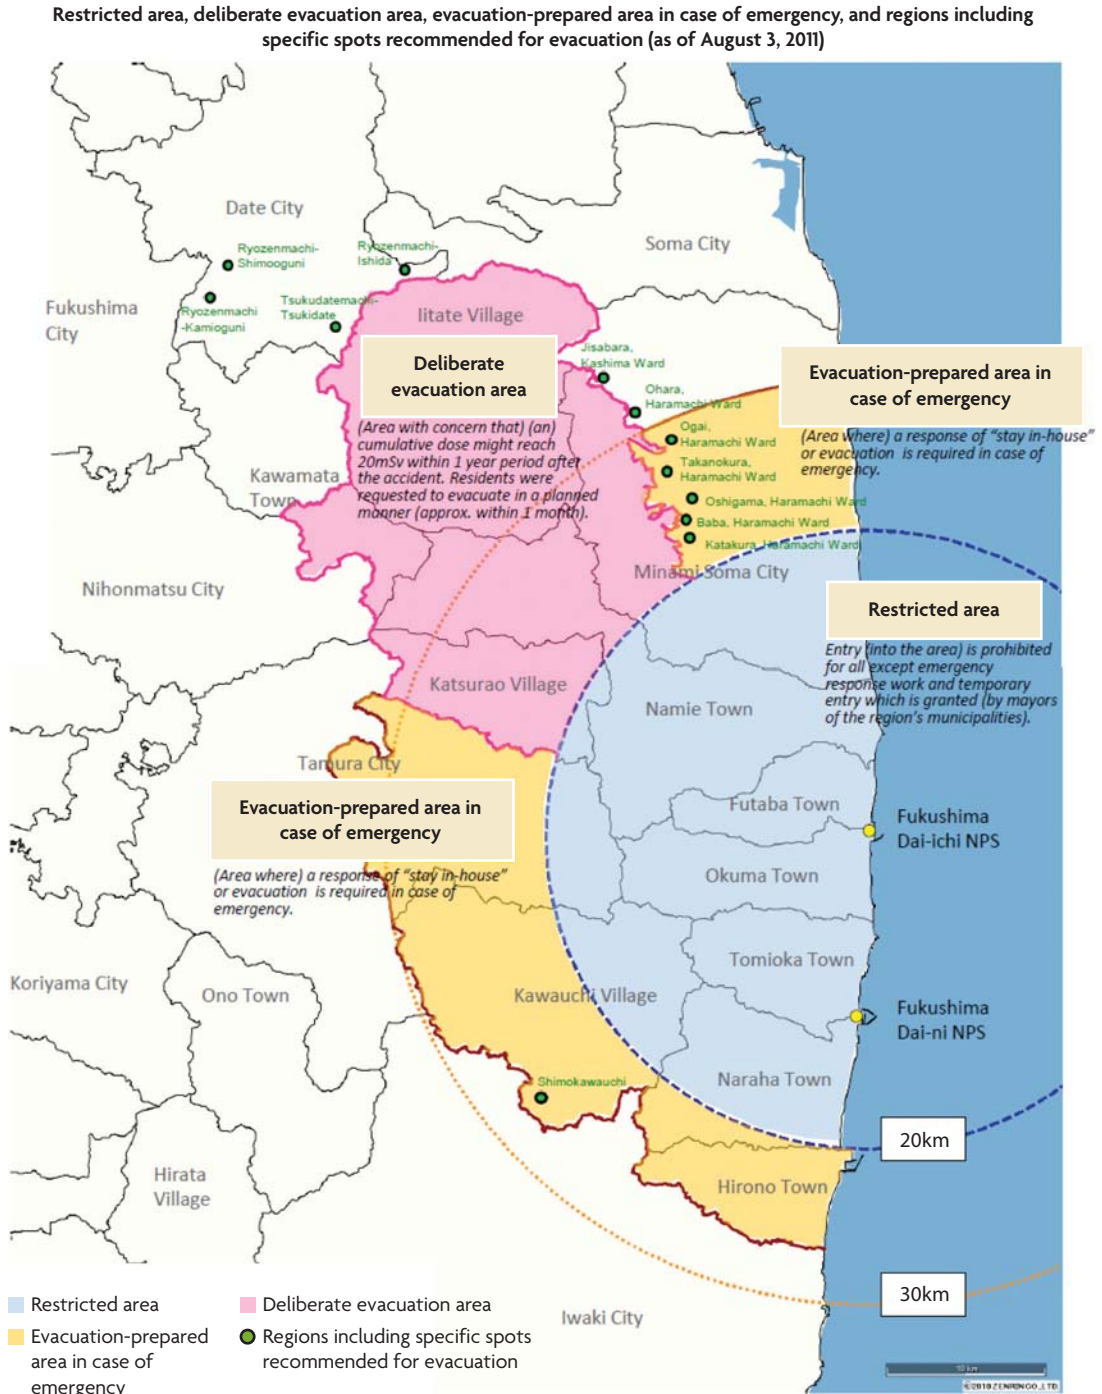 Restricted area, deliberate evacuation area, evacuation-prepared area in case of emergency, and regions including
specific spots recommended for evacuation (as of August 3, 2011)
Date City
Soma City
Ryozenmachi-
Shimooguni
Ryozenmachi-
Ishida
Fukushima
City
Ryozenmachi
-Kamioguni
Tsukudatemachi-
Tsukidate
Iitate Village
Jisabara,
Kashima Ward
Deliberate
evacuation area
(Area with concern that) (an)
cumulative dose might reach
20mSv within 1 year period after
the accident. Residents were
requested to evacuate in a planned
manner (approx. within 1 month).
Evacuation-prepared area in
case of emergency
(Area where) a response of “stay in-house”
or evacuation is required in case of
emergency.
Ohara,
Haramachi Ward
Ogai,
Haramachi Ward
Takanokura,
Haramachi Ward
Oshigama, Haramachi Ward
Baba, Haramachi Ward
Katakura, Haramachi Ward
Kawamata
Town
Minami Soma City
Nihonmatsu City
Restricted area
Entry (into the area) is prohibited
for all except emergency
response work and temporary
entry which is granted (by mayors
of the region’s municipalities).
Katsurao Village
Namie Town
Tamura City
Evacuation-prepared area in
case of emergency
(Area where) a response of “stay in-house”
or evacuation is required in case of
emergency.
Futaba Town
Fukushima
Dai-ichi NPS
Okuma Town
Tomioka Town
Koriyama City
Ono Town
Kawauchi Village
Fukushima
Dai-ni NPS
Shimokawauchi
Naraha Town
20km
Hirata
Village
Hirono Town
30km
Iwaki City
Restricted area
Evacuation-prepared
area in case of
emergency
Deliberate evacuation area
Regions including specific spots
recommended for evacuation
10 km
©2010 ZENRIN CO., LTD.